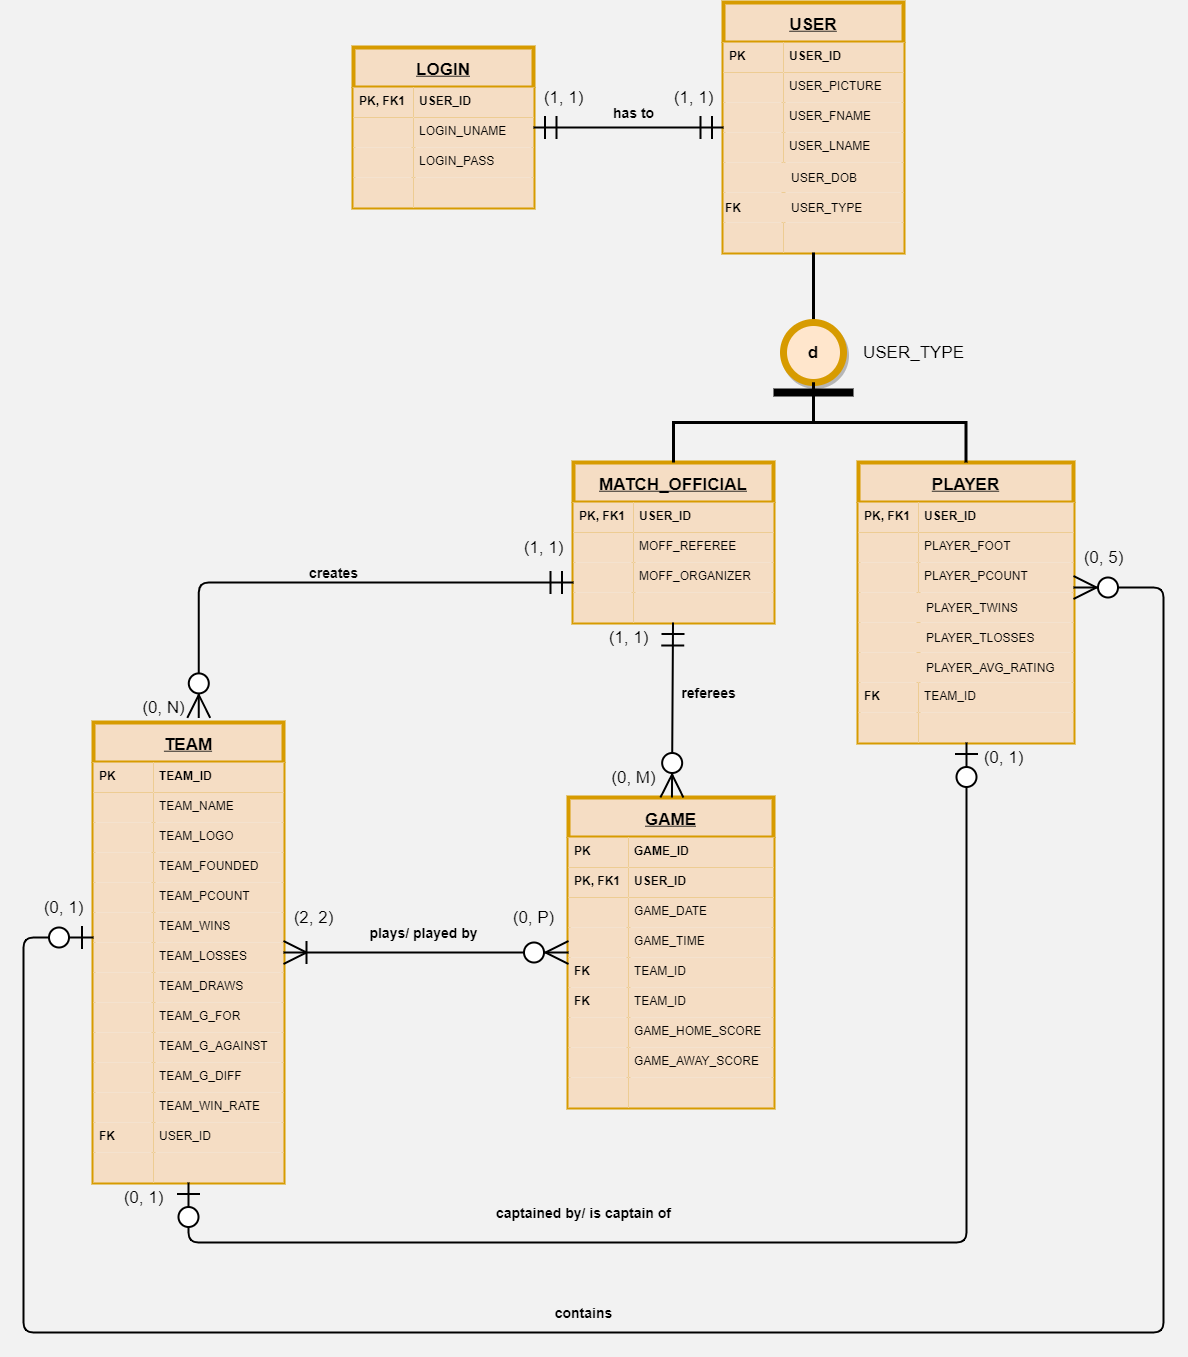 USER
PK USER_ID
USER_PICTURE
USER_FNAME
USER_LNAME
USER_DOB
FK USER_TYPE
LOGIN
PK, FK1 USER_ID
LOGIN_UNAME
LOGIN_PASS
(1, 1)
has to
(1, 1)
d
USER_TYPE
MATCH_OFFICIAL
PK, FK1 USER_ID
MOFF_REFEREE
MOFF_ORGANIZER
PLAYER
PK, FK1 USER_ID
PLAYER_FOOT
PLAYER_PCOUNT
PLAYER_TWINS
PLAYER_TLOSSES
PLAYER_AVG_RATING
FK TEAM_ID
(1, 1)
creates
(0, N)
(1, 1)
referees
(0, M)
(0, 5)
(0, 1)
TEAM
PK TEAM_ID
TEAM_NAME
TEAM_LOGO
TEAM_FOUNDED
TEAM_PCOUNT
TEAM_WINS
TEAM_LOSSES
TEAM_DRAWS
TEAM_G_FOR
TEAM_G_AGAINST
TEAM_G_DIFF
TEAM_WIN_RATE
FK USER_ID
GAME
PK GAME_ID
PK, FK1 USER_ID
GAME_DATE
GAME_TIME
FK TEAM_ID
FK TEAM_ID
GAME_HOME_SCORE
GAME_AWAY_SCORE
(0, 1)
(2, 2)
plays/ played by
(0, P)
(0, 1)
captained by/ is captain of
contains